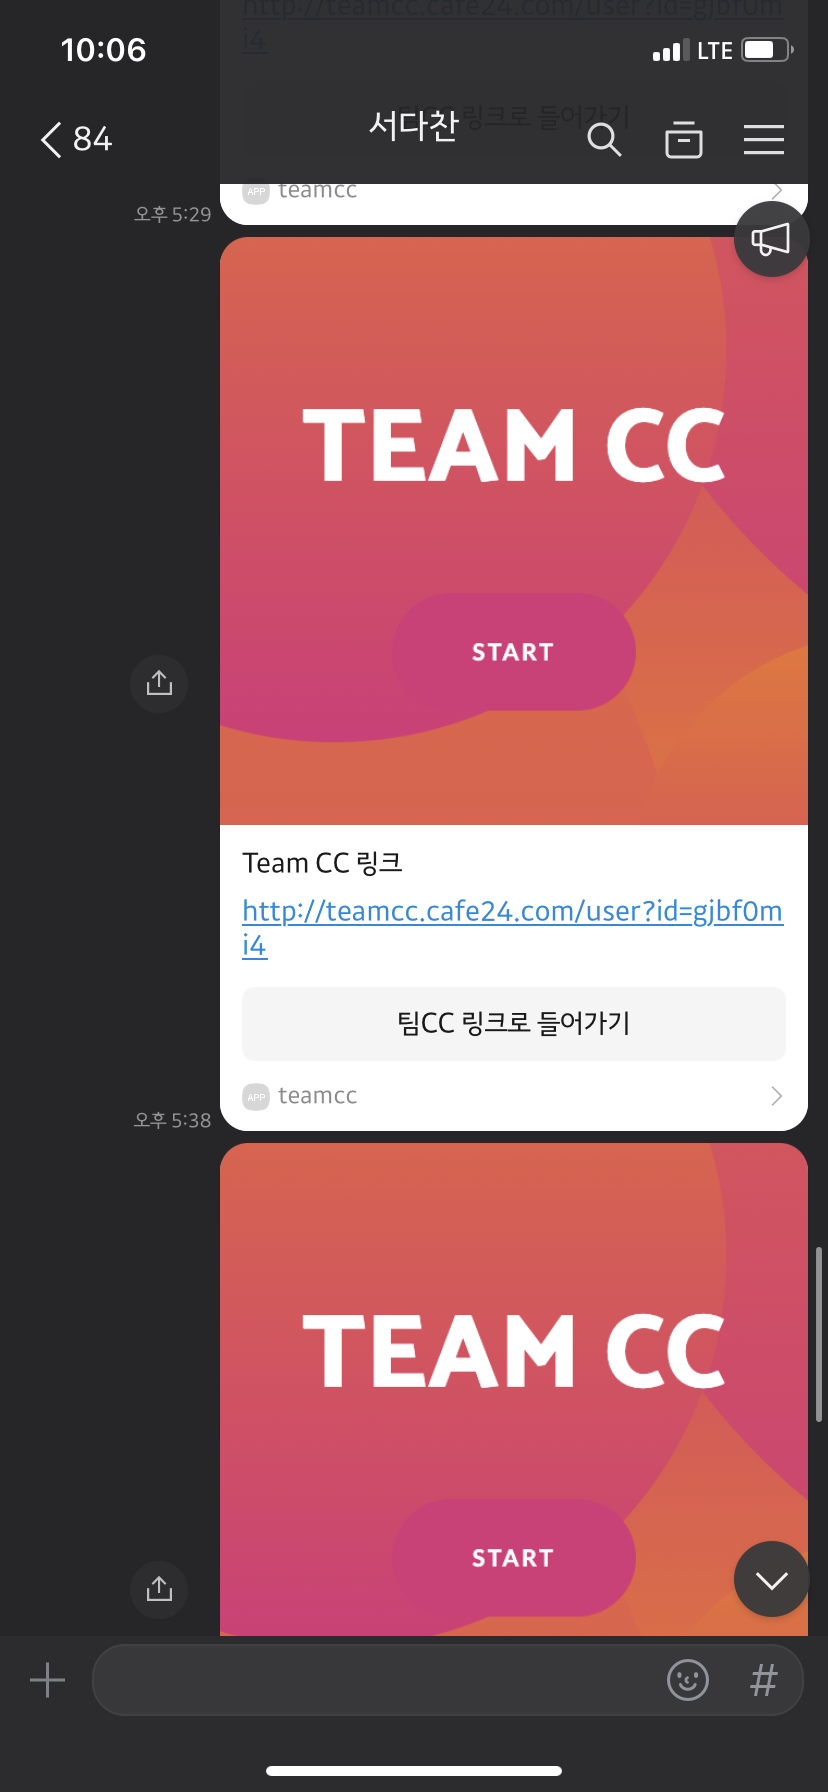 http://teamcc.cafe24.com/user?id=gjbf0m
i4
10:06
LTE
84
서다찬
팀CC 링크로 들어가기
APP teamcc
오후 5:29
TEAM CC
START
Team CC 링크
http://teamcc.cafe24.com/user?id=gjbf0m
i4
팀CC 링크로 들어가기
APP teamcc
오후 5:38
TEAM CC
START
#